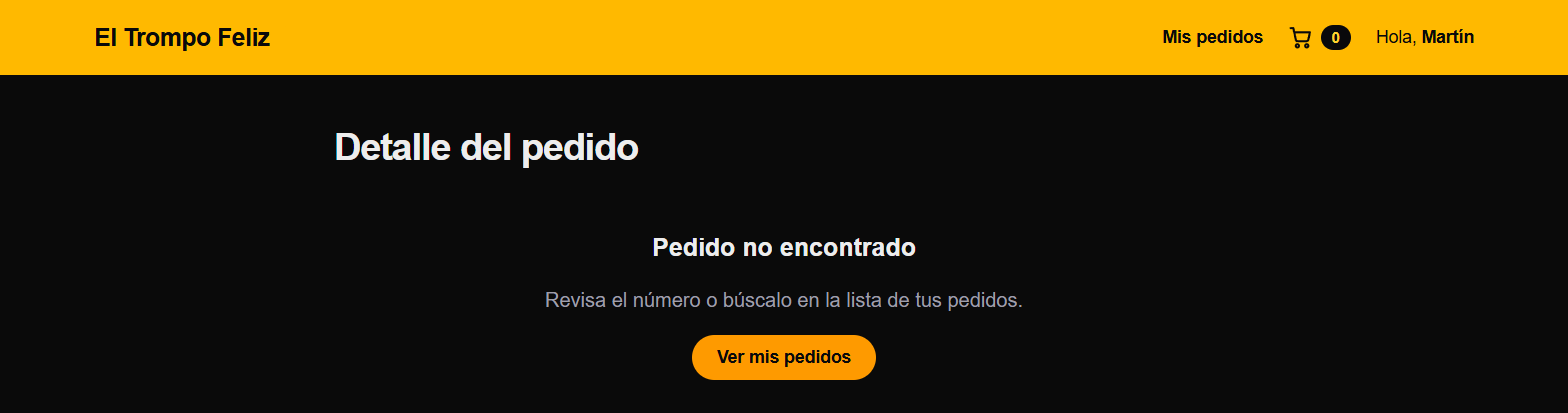 El Trompo Feliz
Mis pedidos
0
Hola, Martín
Detalle del pedido
Pedido no encontrado
Revisa el número o búscalo en la lista de tus pedidos.
Ver mis pedidos